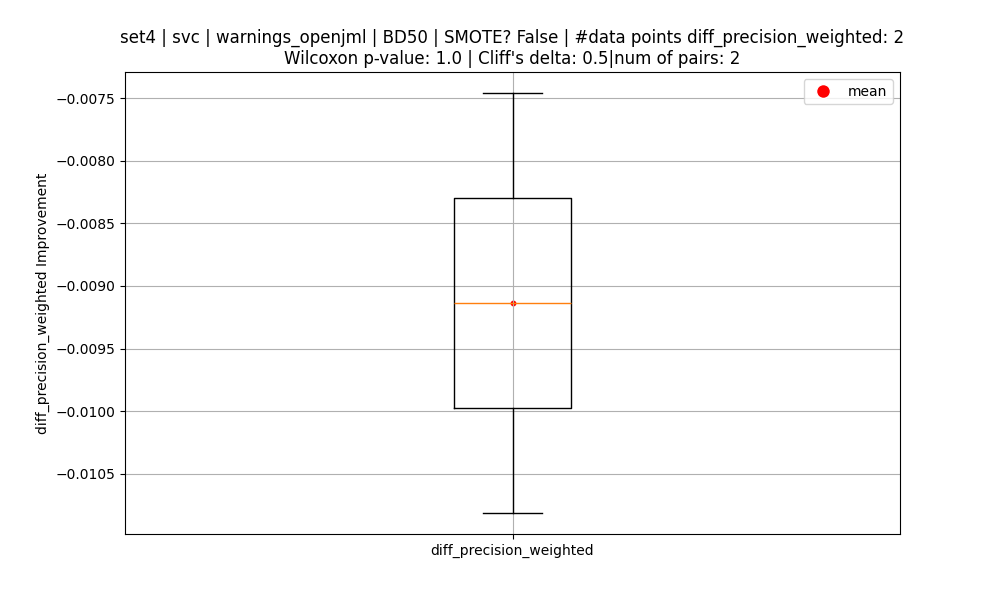 set4 | svc | warnings_openjml | BD50 | SMOTE? False | #data points diff_precision_weighted: 2
Wilcoxon p-value: 1.0 | Cliff's delta: 0.5|num of pairs: 2
mean
−0.0075
−0.0080
−0.0085
−0.0090
−0.0095
−0.0100
−0.0105
diff_precision_weighted Improvement
diff_precision_weighted